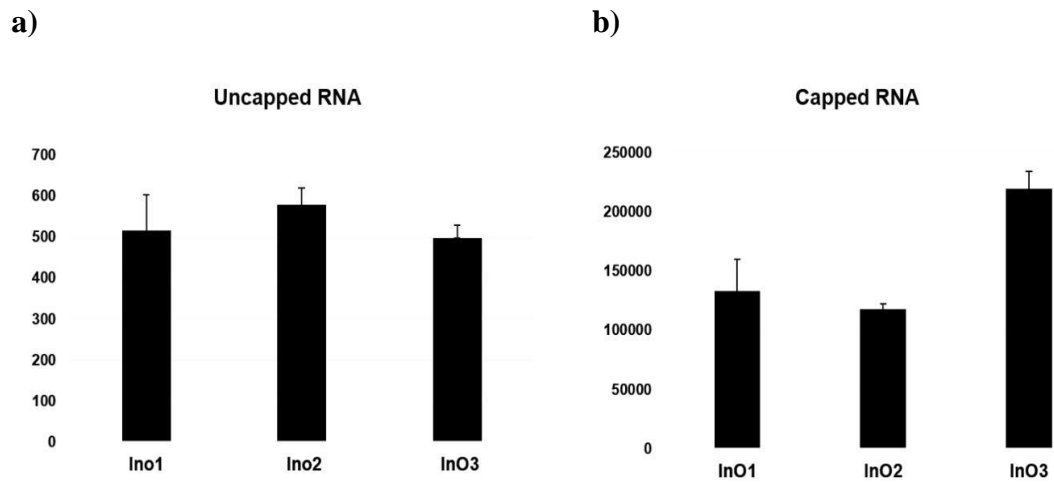 a)
Uncapped RNA
700
600
500
400
300
200
100
0
Ino1 Ino2 InO3
b)
Capped RNA
250000
200000
150000
100000
50000
0
InO1 InO2 InO3